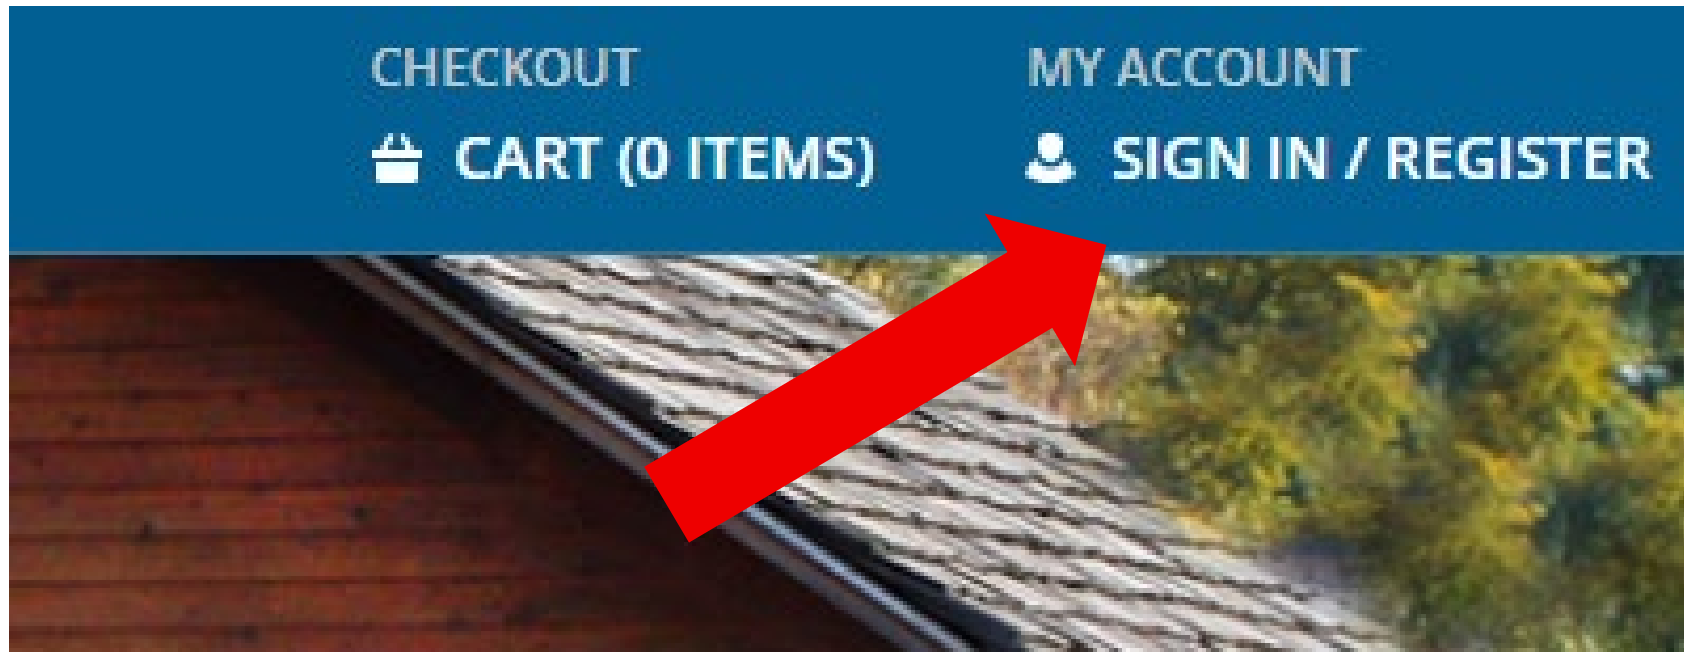 CHECKOUT
CART (0 ITEMS)
MY ACCOUNT
SIGN IN / REGISTER